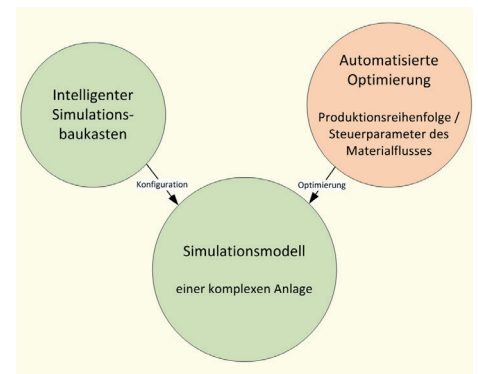 Intelligenter
Simulations-
baukasten
Automatisierte
Optimierung
Produktionsreihenfolge /
Steuerparameter des
Materialflusses
Konfiguration
Optimierung
Simulationsmodell
einer komplexen Anlage